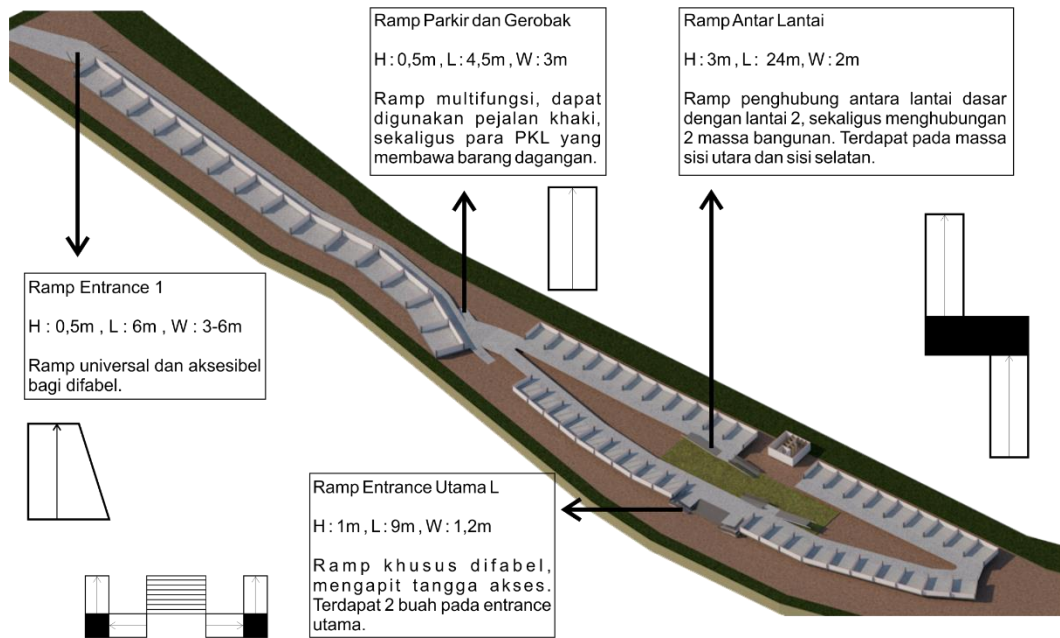 Ramp Parkir dan Gerobak
H : 0,5m , L : 4,5m , W : 3m
Ramp multifungsi, dapat
digunakan pejalan khaki,
sekaligus para PKL yang
membawa barang dagangan.
Ramp Antar Lantai
H : 3m , L : 24m, W : 2m
Ramp penghubung antara lantai dasar
dengan lantai 2, sekaligus menghubungan
2 massa bangunan. Terdapat pada massa
sisi utara dan sisi selatan.
Ramp Entrance 1
H : 0,5m , L : 6m , W : 3-6m
Ramp universal dan aksesibel
bagi difabel.
Ramp Entrance Utama L
H : 1m , L: 9m , W : 1,2m
Ramp khusus difabel,
mengapit tangga akses.
Terdapat 2 buah pada entrance
utama.